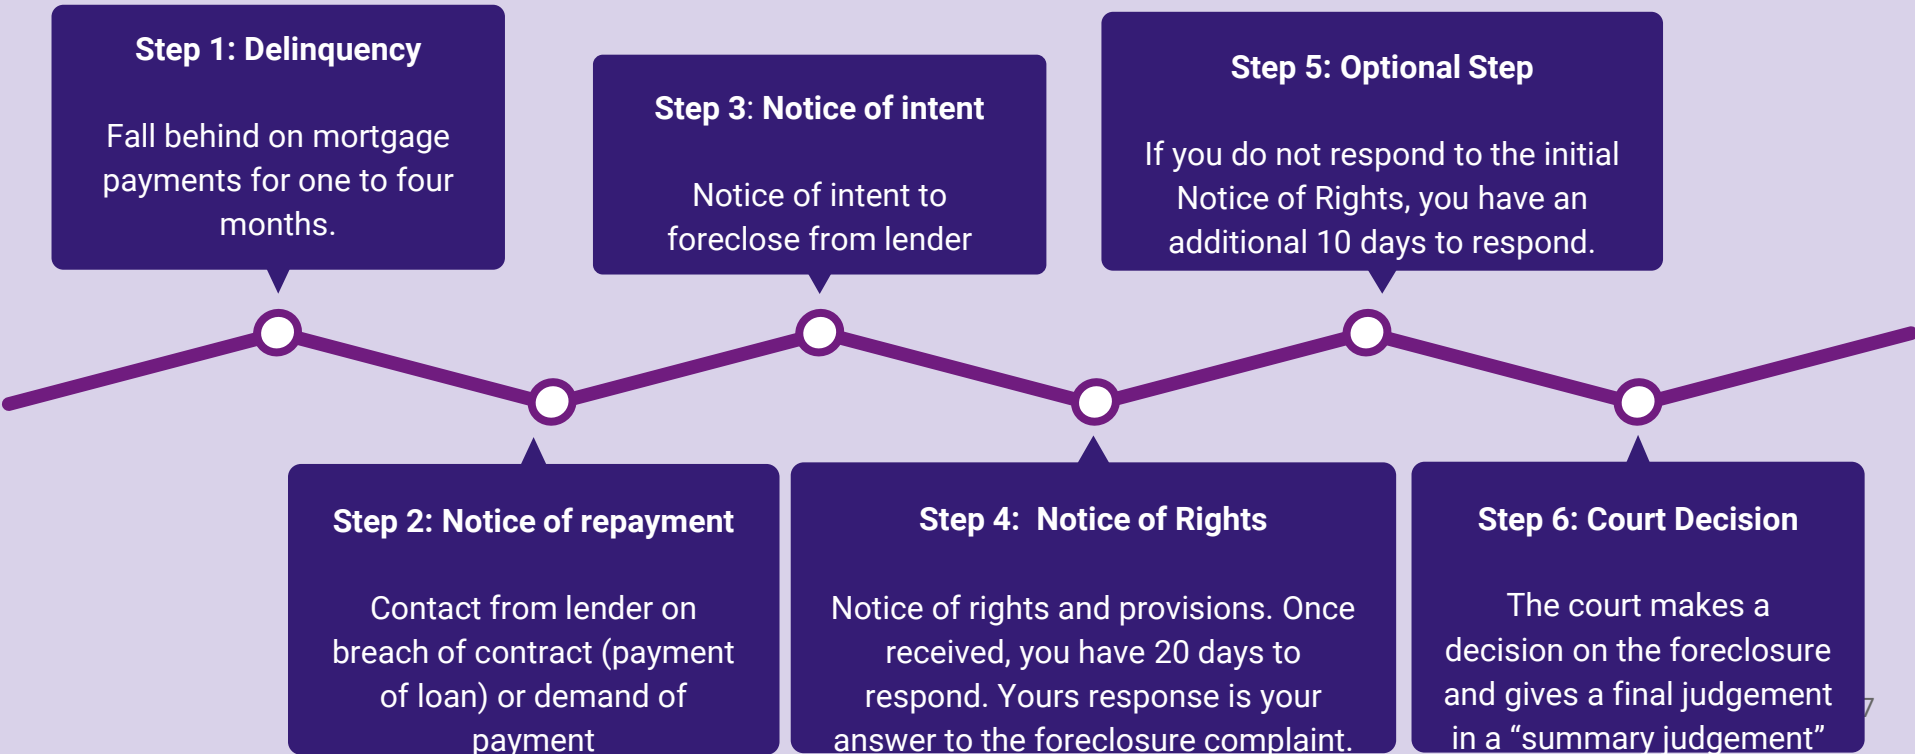 Step 1: Delinquency
Fall behind on mortgage
payments for one to four
months.
Step 2: Notice of repayment
Contact from lender on
breach of contract (payment
of loan) or demand of
payment
Step 3: Notice of intent
Notice of intent to
foreclose from lender
Step 4: Notice of Rights
Notice of rights and provisions. Once
received, you have 20 days to
respond. Yours response is your
answer to the foreclosure complaint.
Step 5: Optional Step
If you do not respond to the initial
Notice of Rights, you have an
additional 10 days to respond.
Step 6: Court Decision
The court makes a
decision on the foreclosure
and gives a final judgement
in a “summary judgement”
7